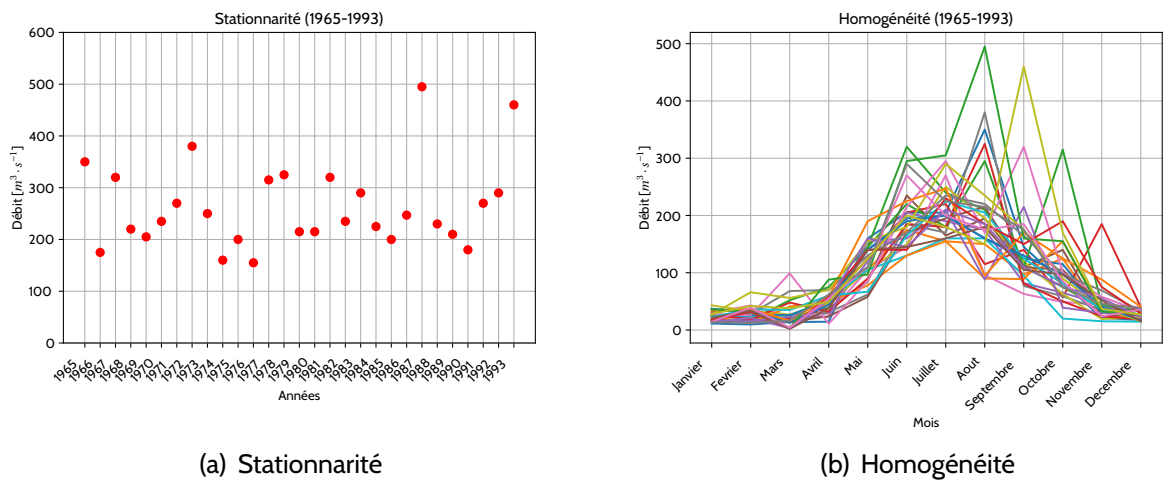 Stationnarité (1965-1993)
600
500
400
300
200
100
0
Débit [m³ · s⁻¹]
1965
1966
1967
1968
1969
1970
1971
1972
1973
1974
1975
1976
1977
1978
1979
1980
1981
1982
1983
1984
1985
1986
1987
1988
1989
1990
1991
1992
1993
Années
(a) Stationnarité
Homogénéité (1965-1993)
500
400
300
200
100
0
Débit [m³ · s⁻¹]
Janvier
Fevrier
Mars
Avril
Mai
Juin
Juillet
Aout
Septembre
Octobre
Novembre
Decembre
Mois
(b) Homogénéité